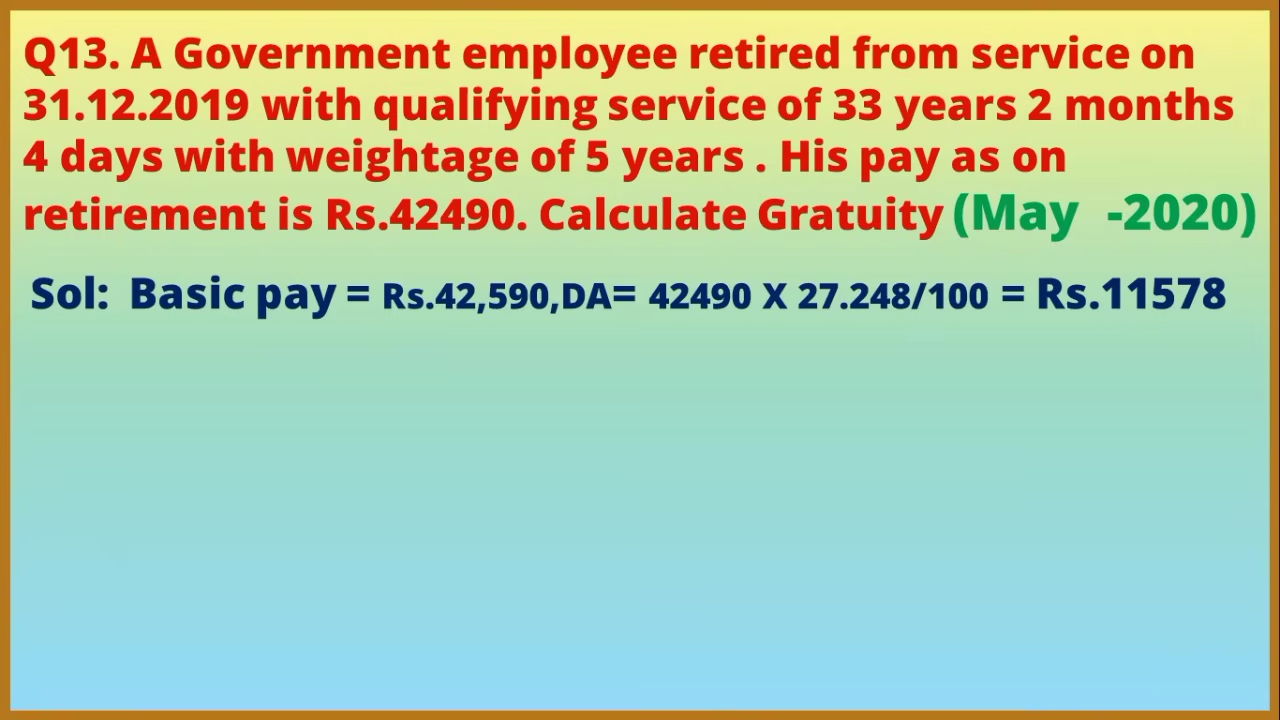 Q13. A Government employee retired from service on
31.12.2019 with qualifying service of 33 years 2 months
4 days with weightage of 5 years . His pay as on
retirement is Rs.42490. Calculate Gratuity (May -2020)
Sol: Basic pay = Rs.42,590,DA= 42490 X 27.248/100 = Rs.11578